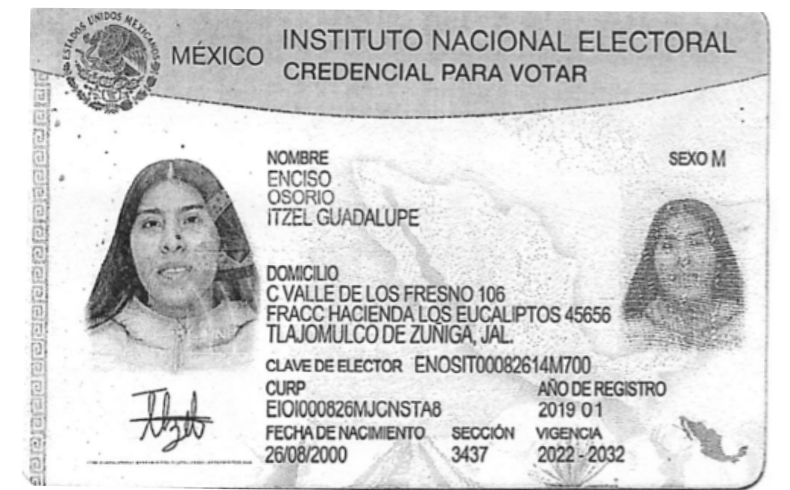 ESTADOS UNIDOS MEXICANOS
MÉXICO
INSTITUTO NACIONAL ELECTORAL
CREDENCIAL PARA VOTAR
NOMBRE
ENCISO
OSORIO
ITZEL GUADALUPE
SEXO M
DOMICILIO
C VALLE DE LOS FRESNO 106
FRACC HACIENDA LOS EUCALIPTOS 45656
TLAJOMULCO DE ZUÑIGA, JAL.
CLAVE DE ELECTOR ENOSIT00082614M700
CURP
EIOI000826MJCNSTA8
AÑO DE REGISTRO
2019 01
FECHA DE NACIMIENTO
26/08/2000
SECCIÓN
3437
VIGENCIA
2022 - 2032